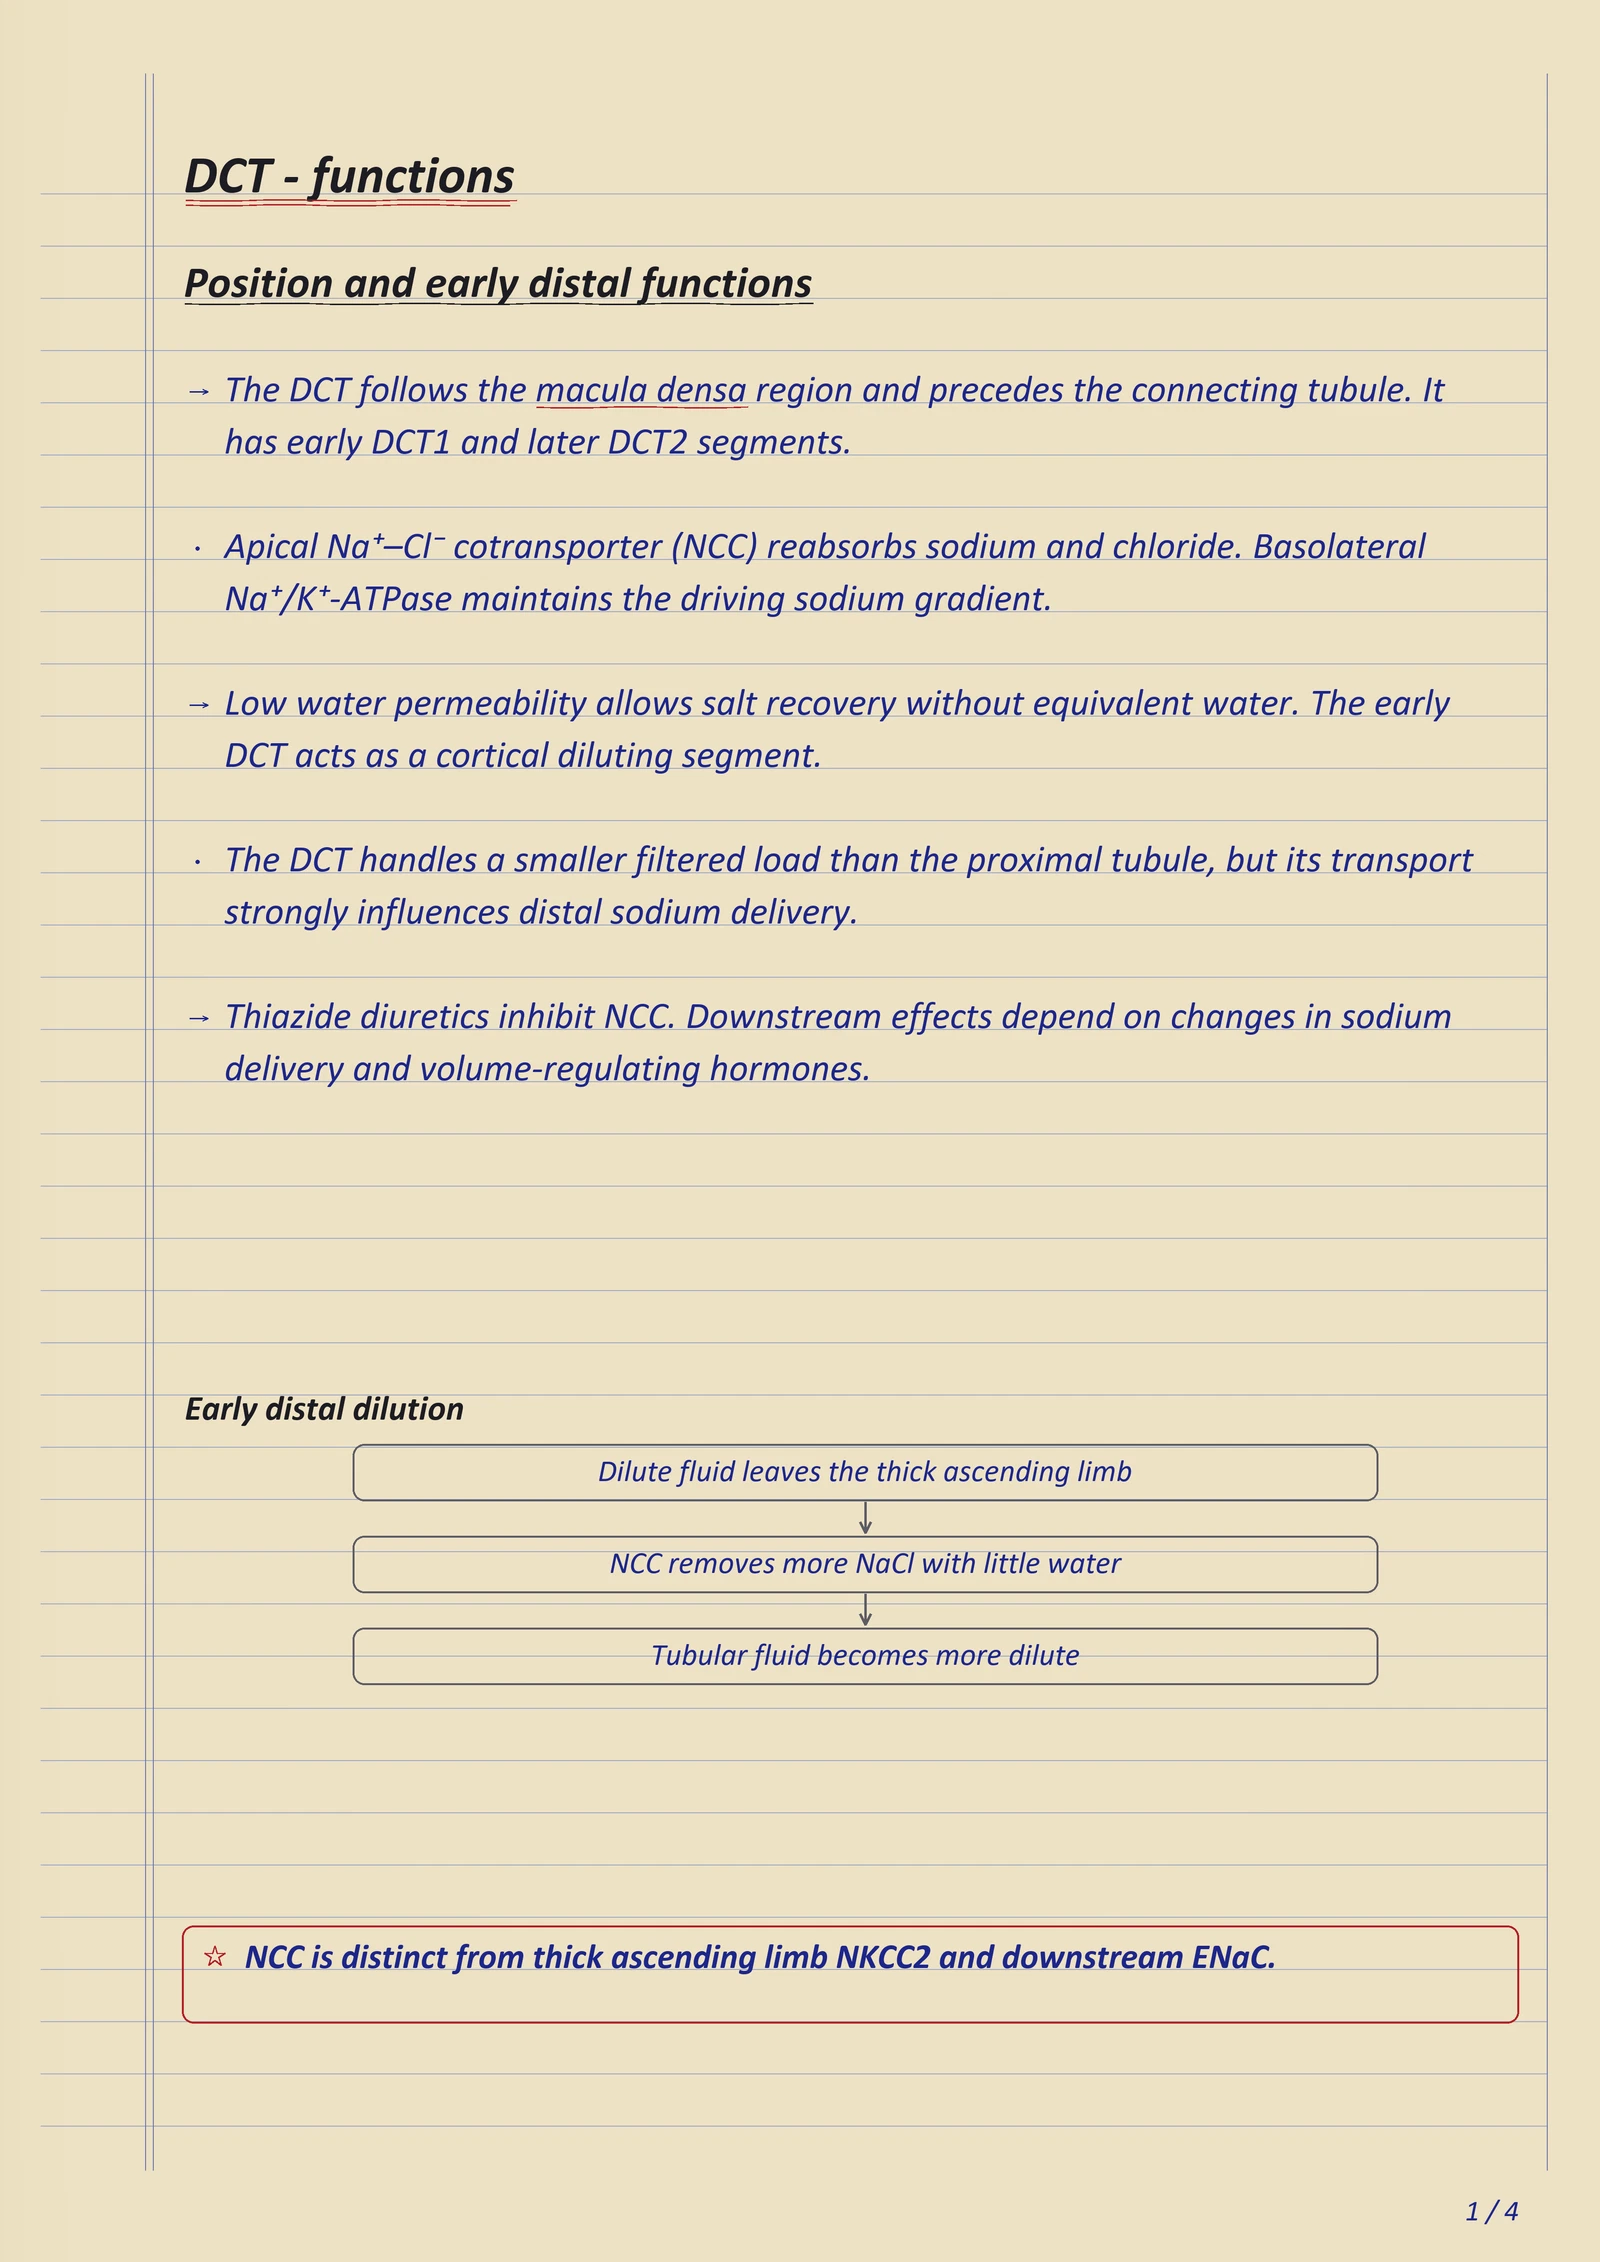 DCT - functions
Position and early distal functions
→ The DCT follows the macula densa region and precedes the connecting tubule. It
has early DCT1 and later DCT2 segments.
· Apical Na⁺–Cl⁻ cotransporter (NCC) reabsorbs sodium and chloride. Basolateral
Na⁺/K⁺-ATPase maintains the driving sodium gradient.
→ Low water permeability allows salt recovery without equivalent water. The early
DCT acts as a cortical diluting segment.
· The DCT handles a smaller filtered load than the proximal tubule, but its transport
strongly influences distal sodium delivery.
→ Thiazide diuretics inhibit NCC. Downstream effects depend on changes in sodium
delivery and volume-regulating hormones.
Early distal dilution
Dilute fluid leaves the thick ascending limb
NCC removes more NaCl with little water
Tubular fluid becomes more dilute
☆ NCC is distinct from thick ascending limb NKCC2 and downstream ENaC.
1 / 4